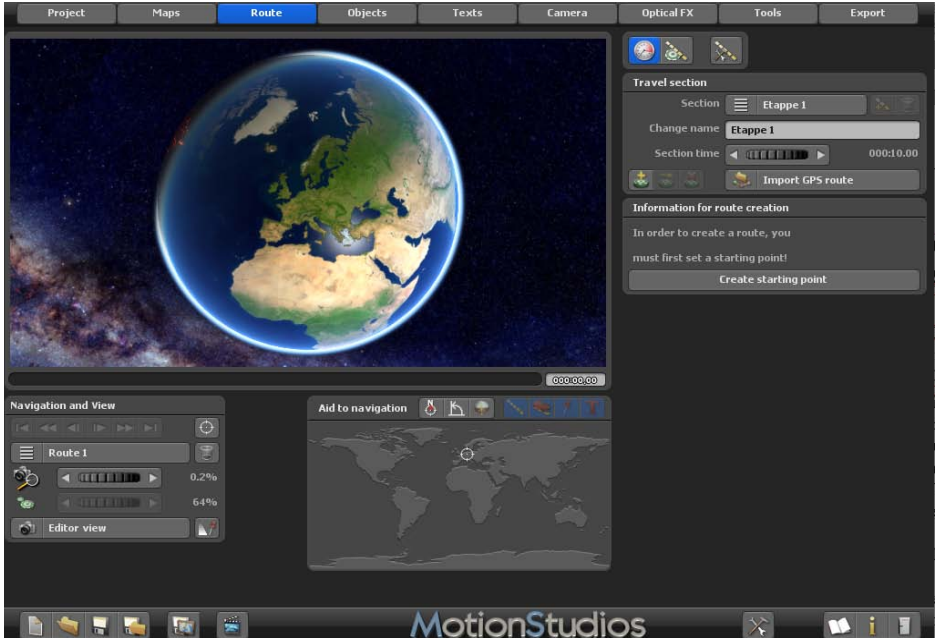 Project Maps Route Objects Texts Camera Optical FX Tools Export
Travel section
Section Etappe 1
Change name Etappe 1
Section time 000:10.00
Import GPS route
Information for route creation
In order to create a route, you
must first set a starting point!
Create starting point
000:00,00
Navigation and View
Route 1
0.2%
64%
Editor view
Aid to navigation
N
MotionStudios